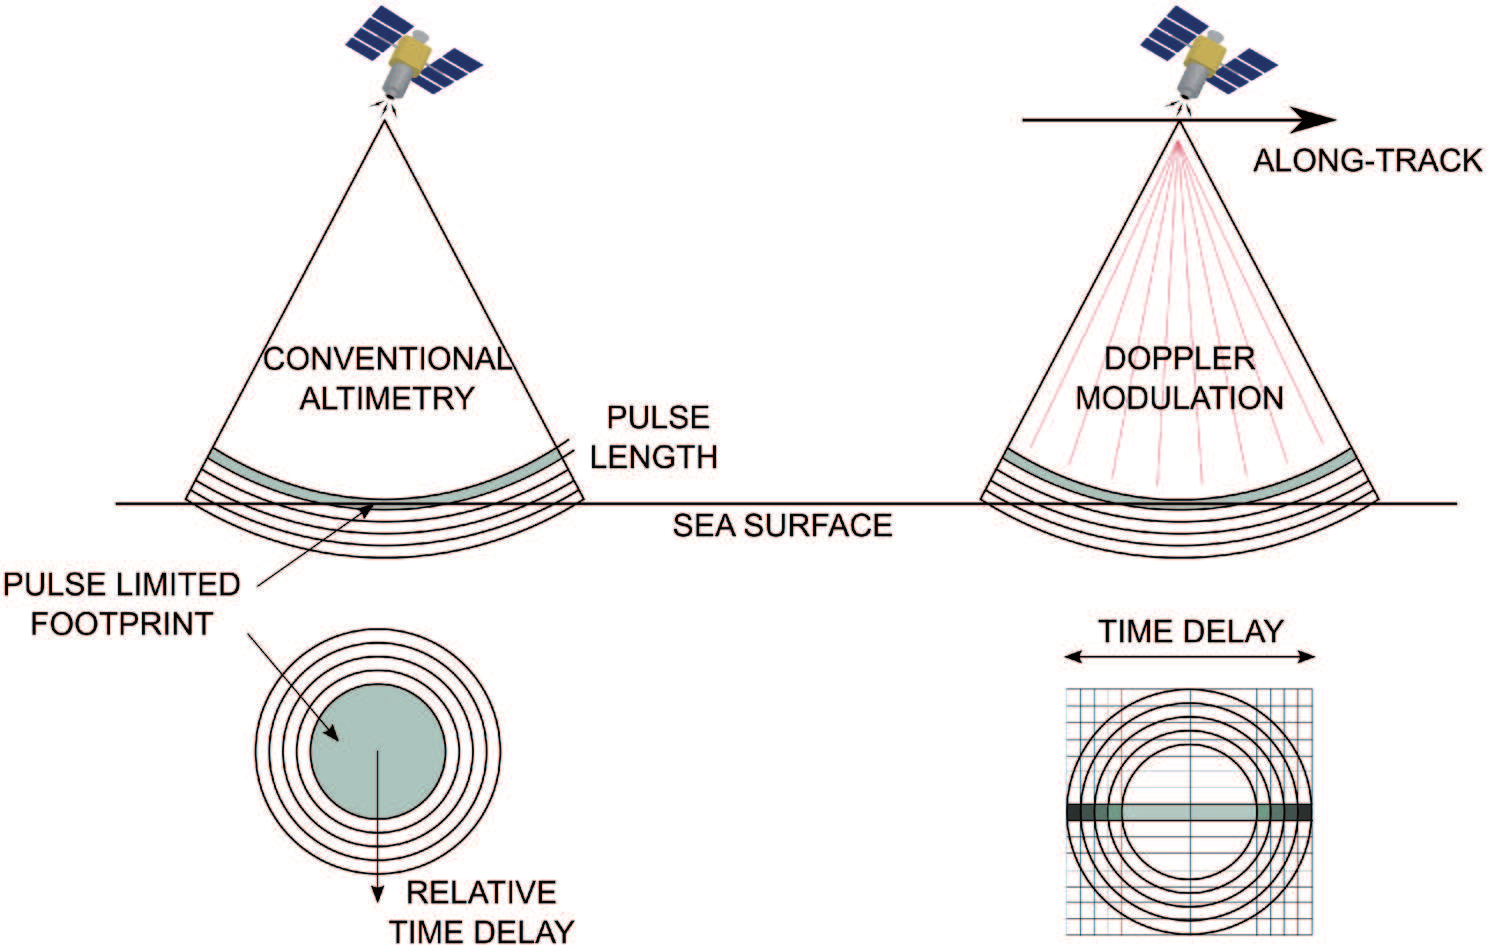 ALONG-TRACK
CONVENTIONAL
ALTIMETRY
DOPPLER
MODULATION
PULSE
LENGTH
SEA SURFACE
PULSE LIMITED
FOOTPRINT
TIME DELAY
RELATIVE
TIME DELAY